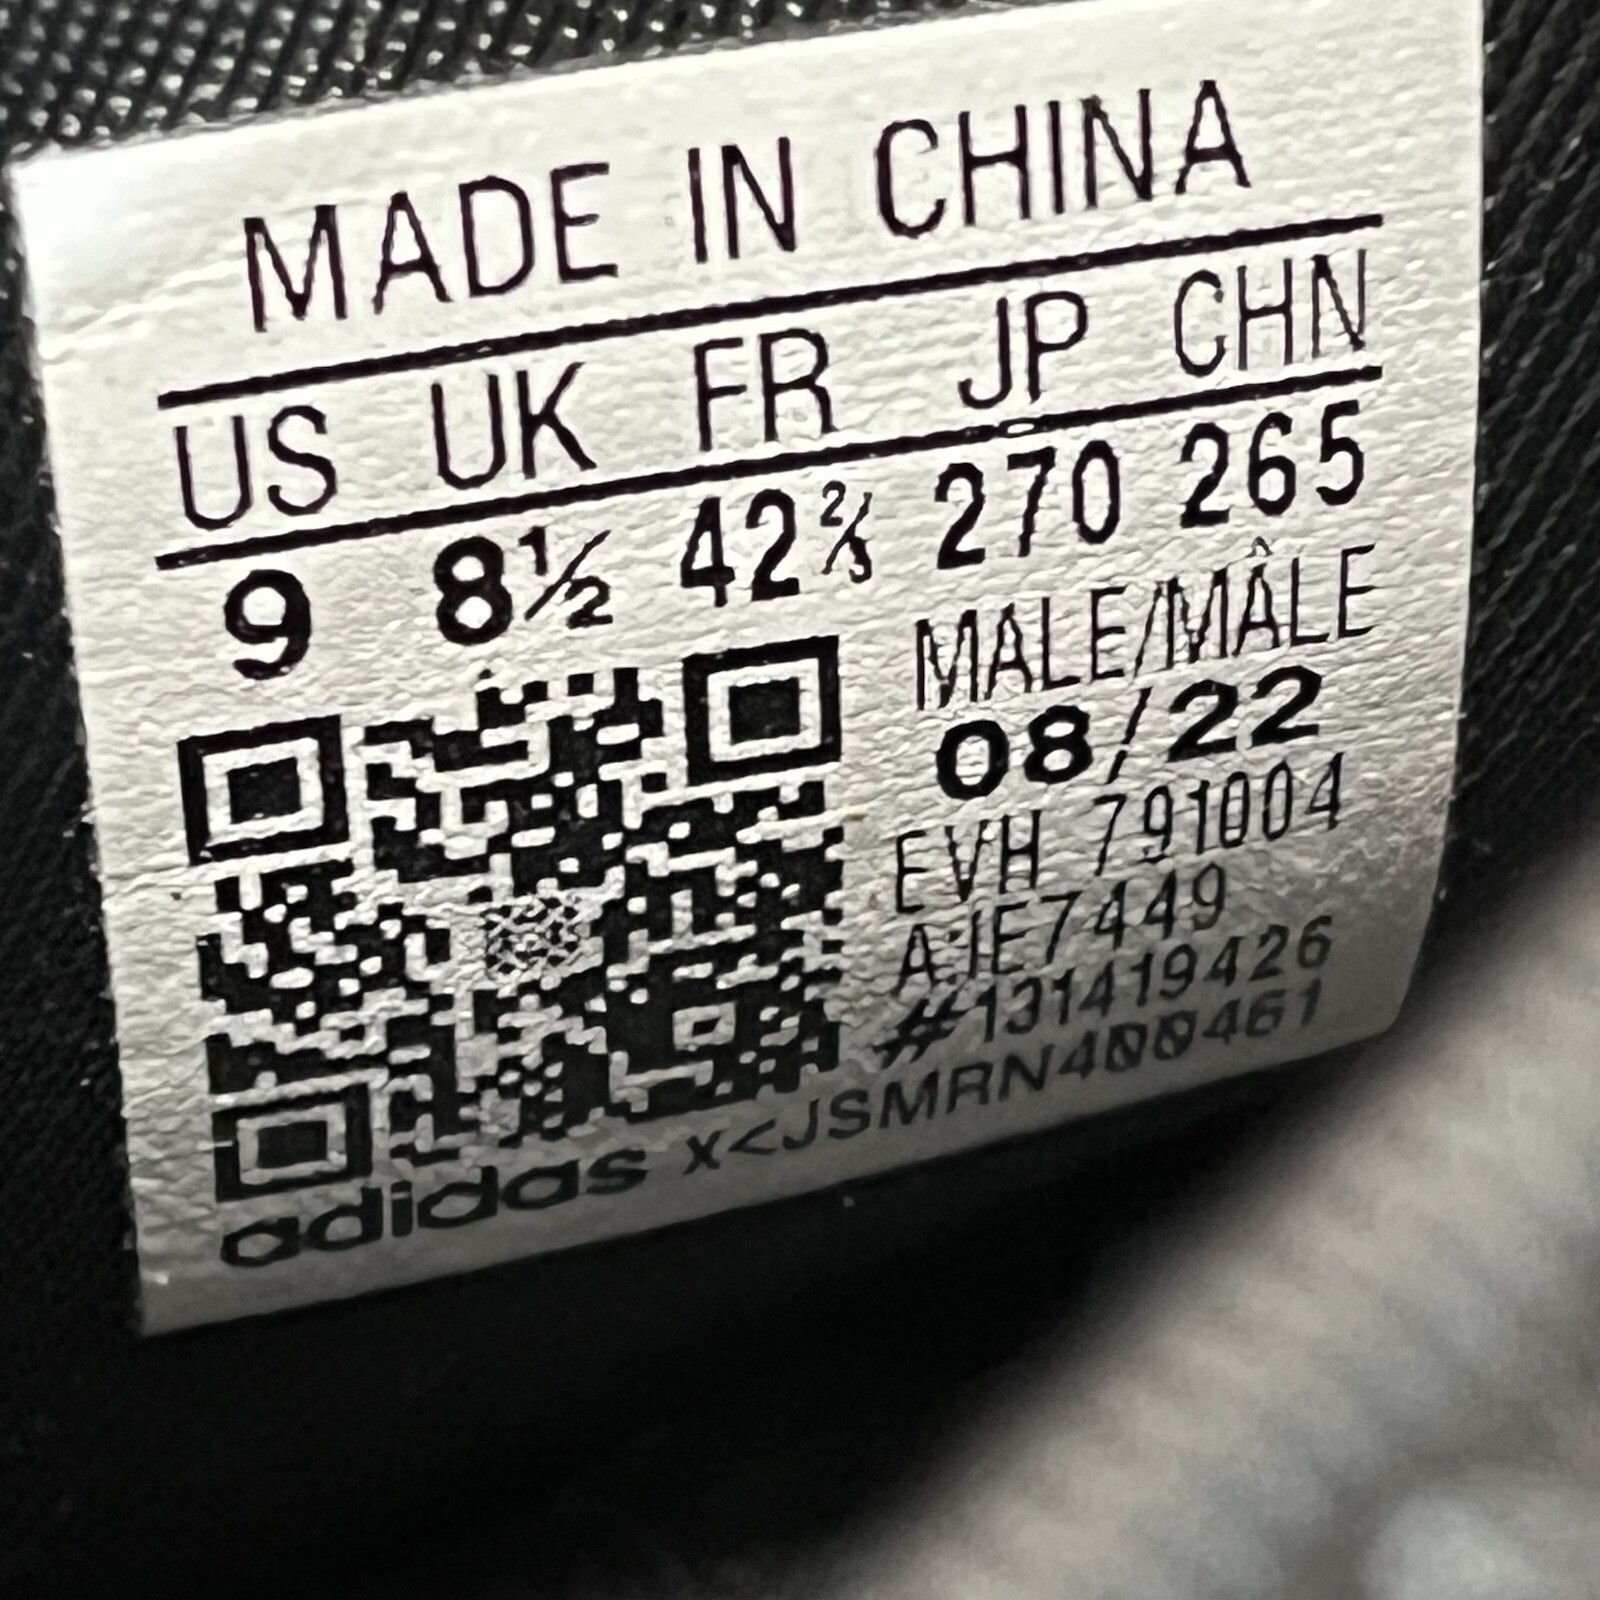 MADE IN CHINA
US UK FR JP CHN
9 8½ 42⅔ 270 265
MALE/MÂLE
08/22
EVH 791004
A:IE7449
#131419426
adidas x<JSMRN400461